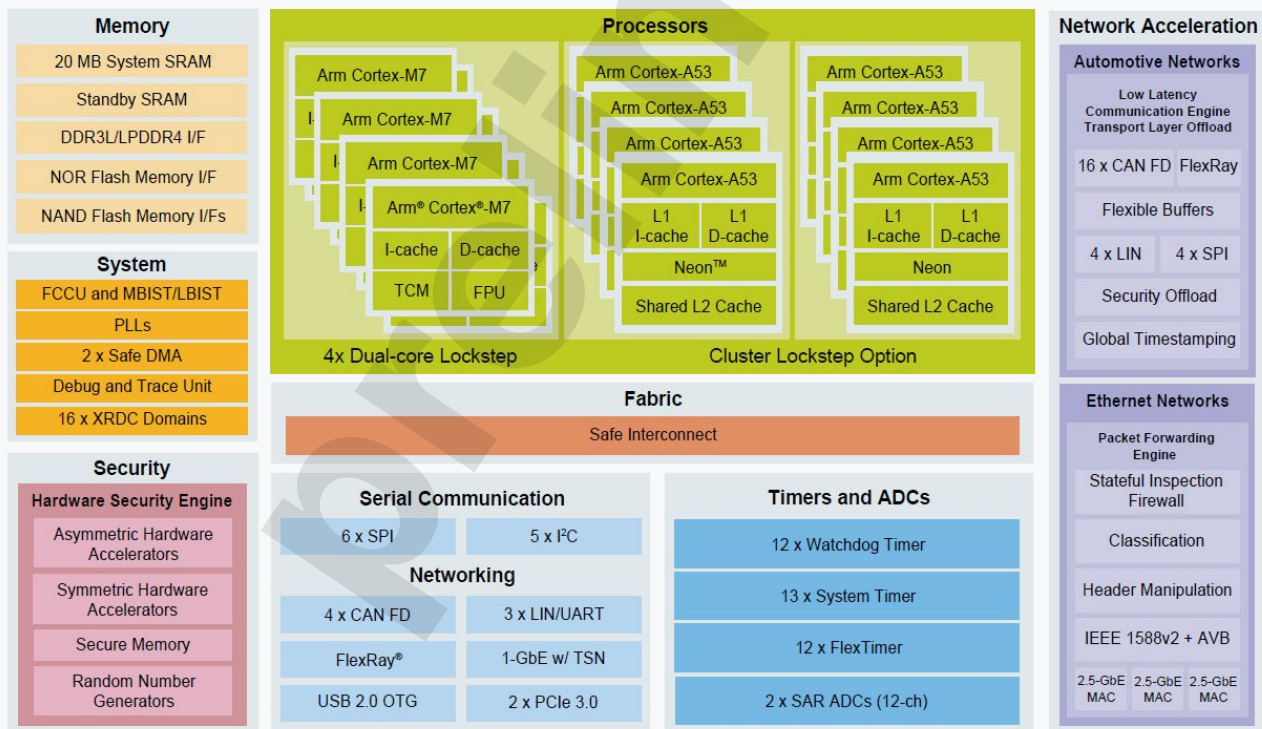 Memory
20 MB System SRAM
Standby SRAM
DDR3L/LPDDR4 I/F
NOR Flash Memory I/F
NAND Flash Memory I/Fs
System
FCCU and MBIST/LBIST
PLLs
2 x Safe DMA
Debug and Trace Unit
16 x XRDC Domains
Security
Hardware Security Engine
Asymmetric Hardware
Accelerators
Symmetric Hardware
Accelerators
Secure Memory
Random Number
Generators
Processors
Arm Cortex-M7
Arm Cortex-M7
Arm Cortex-M7
Arm® Cortex®-M7
I-cache D-cache
TCM FPU
4x Dual-core Lockstep
Arm Cortex-A53
Arm Cortex-A53
Arm Cortex-A53
Arm Cortex-A53
L1 L1
I-cache D-cache
Neon™
Shared L2 Cache
Arm Cortex-A53
Arm Cortex-A53
Arm Cortex-A53
Arm Cortex-A53
L1 L1
I-cache D-cache
Neon
Shared L2 Cache
Cluster Lockstep Option
Fabric
Safe Interconnect
Serial Communication
6 x SPI 5 x I²C
Networking
4 x CAN FD 3 x LIN/UART
FlexRay® 1-GbE w/ TSN
USB 2.0 OTG 2 x PCIe 3.0
Timers and ADCs
12 x Watchdog Timer
13 x System Timer
12 x FlexTimer
2 x SAR ADCs (12-ch)
Network Acceleration
Automotive Networks
Low Latency
Communication Engine
Transport Layer Offload
16 x CAN FD FlexRay
Flexible Buffers
4 x LIN 4 x SPI
Security Offload
Global Timestamping
Ethernet Networks
Packet Forwarding
Engine
Stateful Inspection
Firewall
Classification
Header Manipulation
IEEE 1588v2 + AVB
2.5-GbE 2.5-GbE 2.5-GbE
MAC MAC MAC